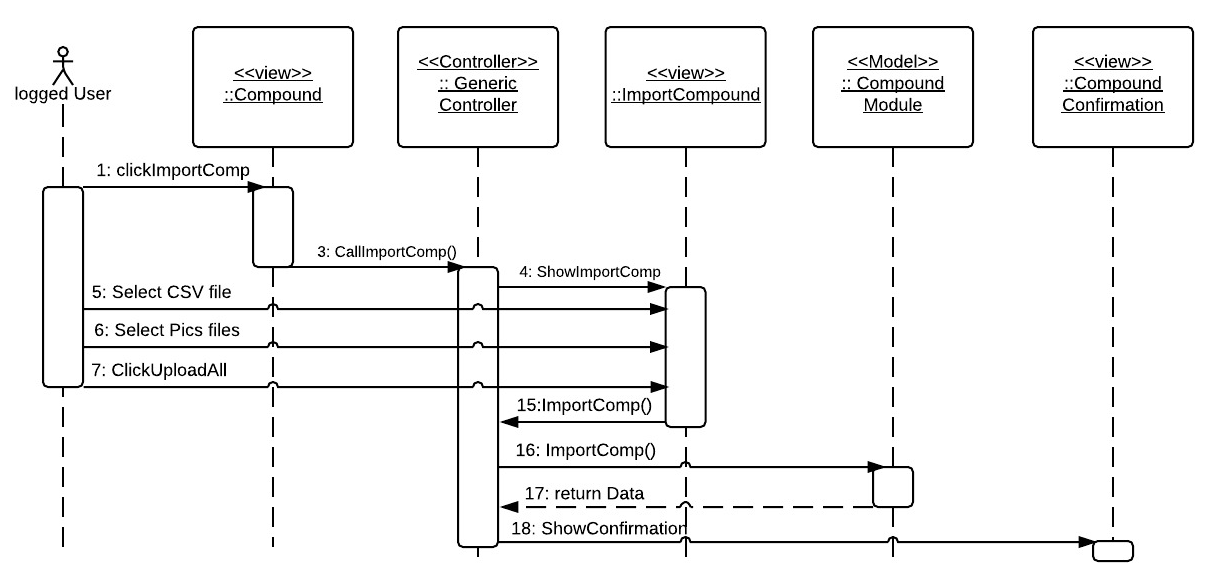 logged User
<<view>>
::Compound
<<Controller>>
:: Generic
Controller
<<view>>
::ImportCompound
<<Model>>
:: Compound
Module
<<view>>
::Compound
Confirmation
1: clickImportComp
3: CallImportComp()
4: ShowImportComp
5: Select CSV file
6: Select Pics files
7: ClickUploadAll
15:ImportComp()
16: ImportComp()
17: return Data
18: ShowConfirmation